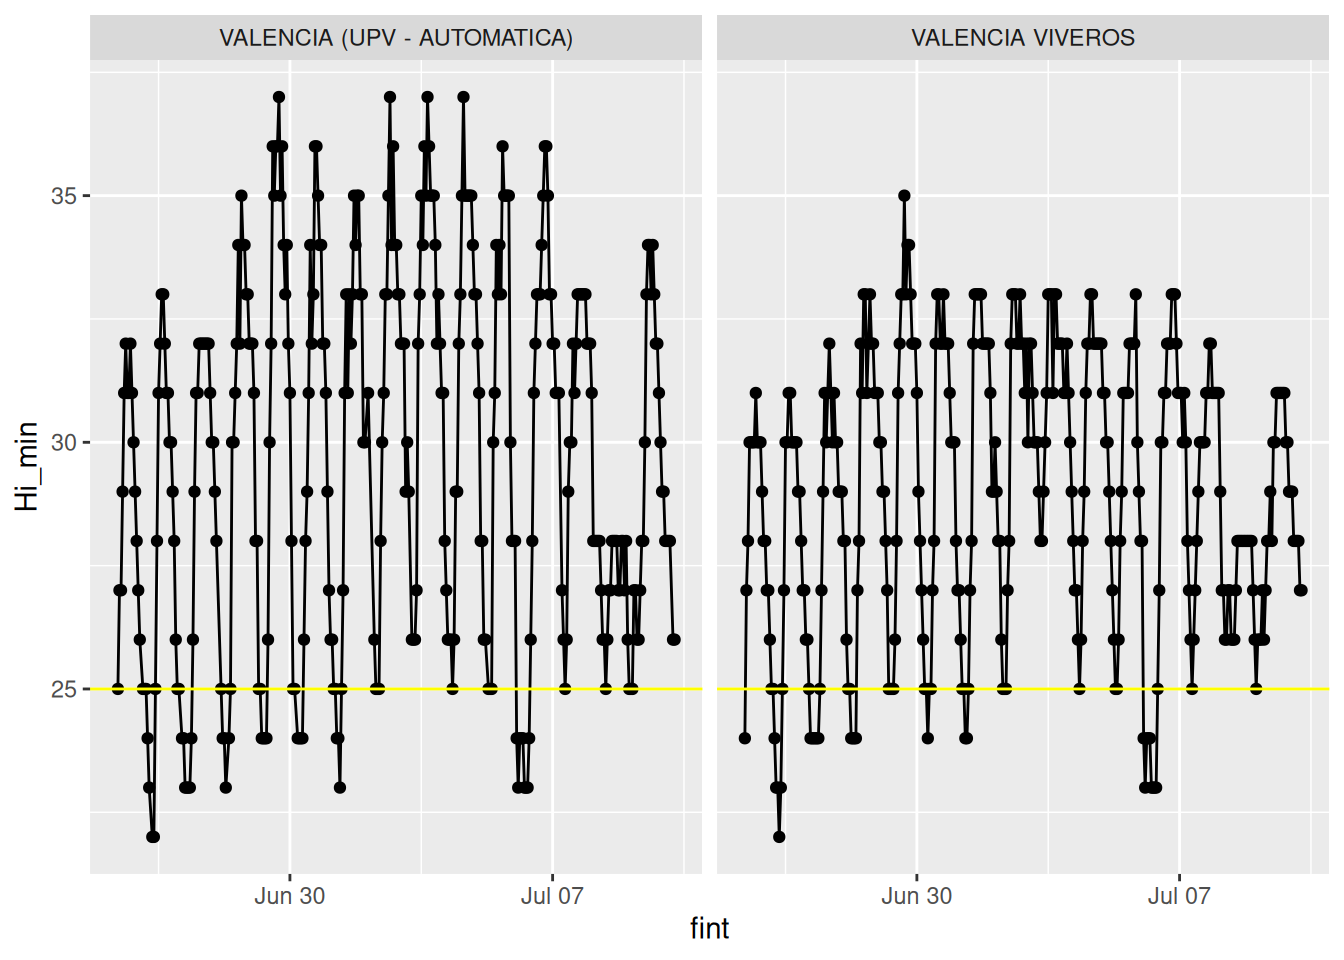 VALENCIA (UPV - AUTOMATICA)
VALENCIA VIVEROS
Hi_min
35
30
25
Jun 30
Jul 07
Jun 30
Jul 07
fint